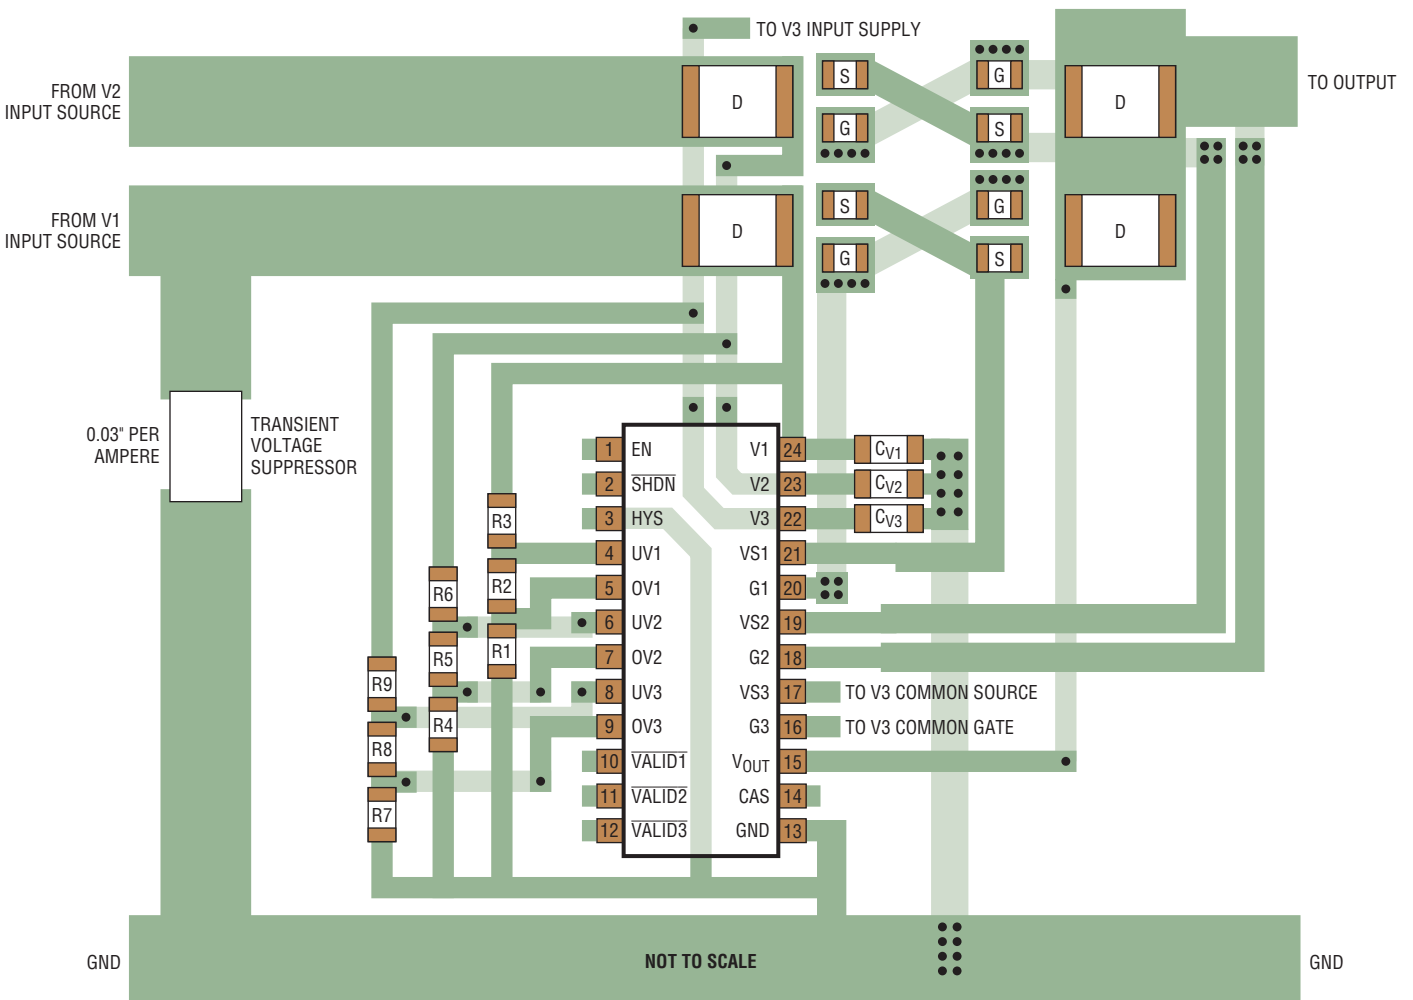 TO V3 INPUT SUPPLY
FROM V2
INPUT SOURCE
D
S
G
G
S
D
TO OUTPUT
FROM V1
INPUT SOURCE
D
S
G
G
S
D
0.03" PER
AMPERE
TRANSIENT
VOLTAGE
SUPPRESSOR
1 EN
2 SHDN
3 HYS
4 UV1
5 OV1
6 UV2
7 OV2
8 UV3
9 OV3
10 VALID1
11 VALID2
12 VALID3
V1 24
V2 23
V3 22
VS1 21
G1 20
VS2 19
G2 18
VS3 17
G3 16
VOUT 15
CAS 14
GND 13
CV1
CV2
CV3
TO V3 COMMON SOURCE
TO V3 COMMON GATE
R3
R2
R1
R6
R5
R4
R9
R8
R7
GND
NOT TO SCALE
GND